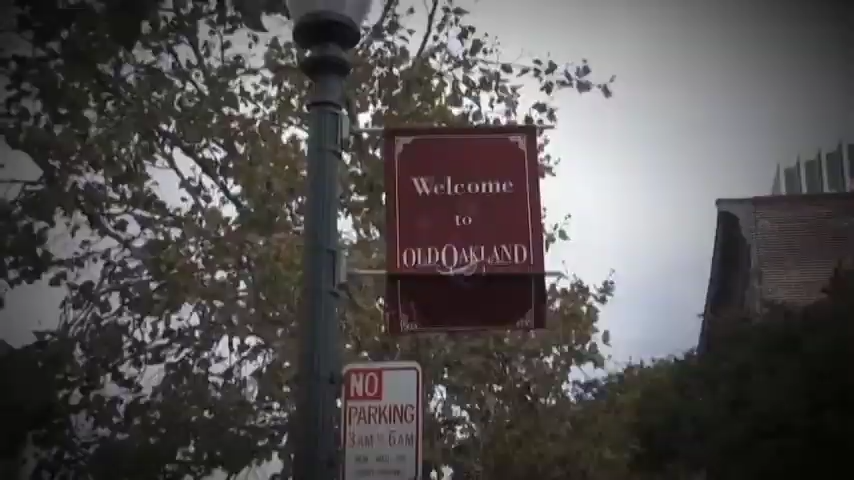 Welcome
to
OLD OAKLAND
NO
PARKING
3AM TO 6AM